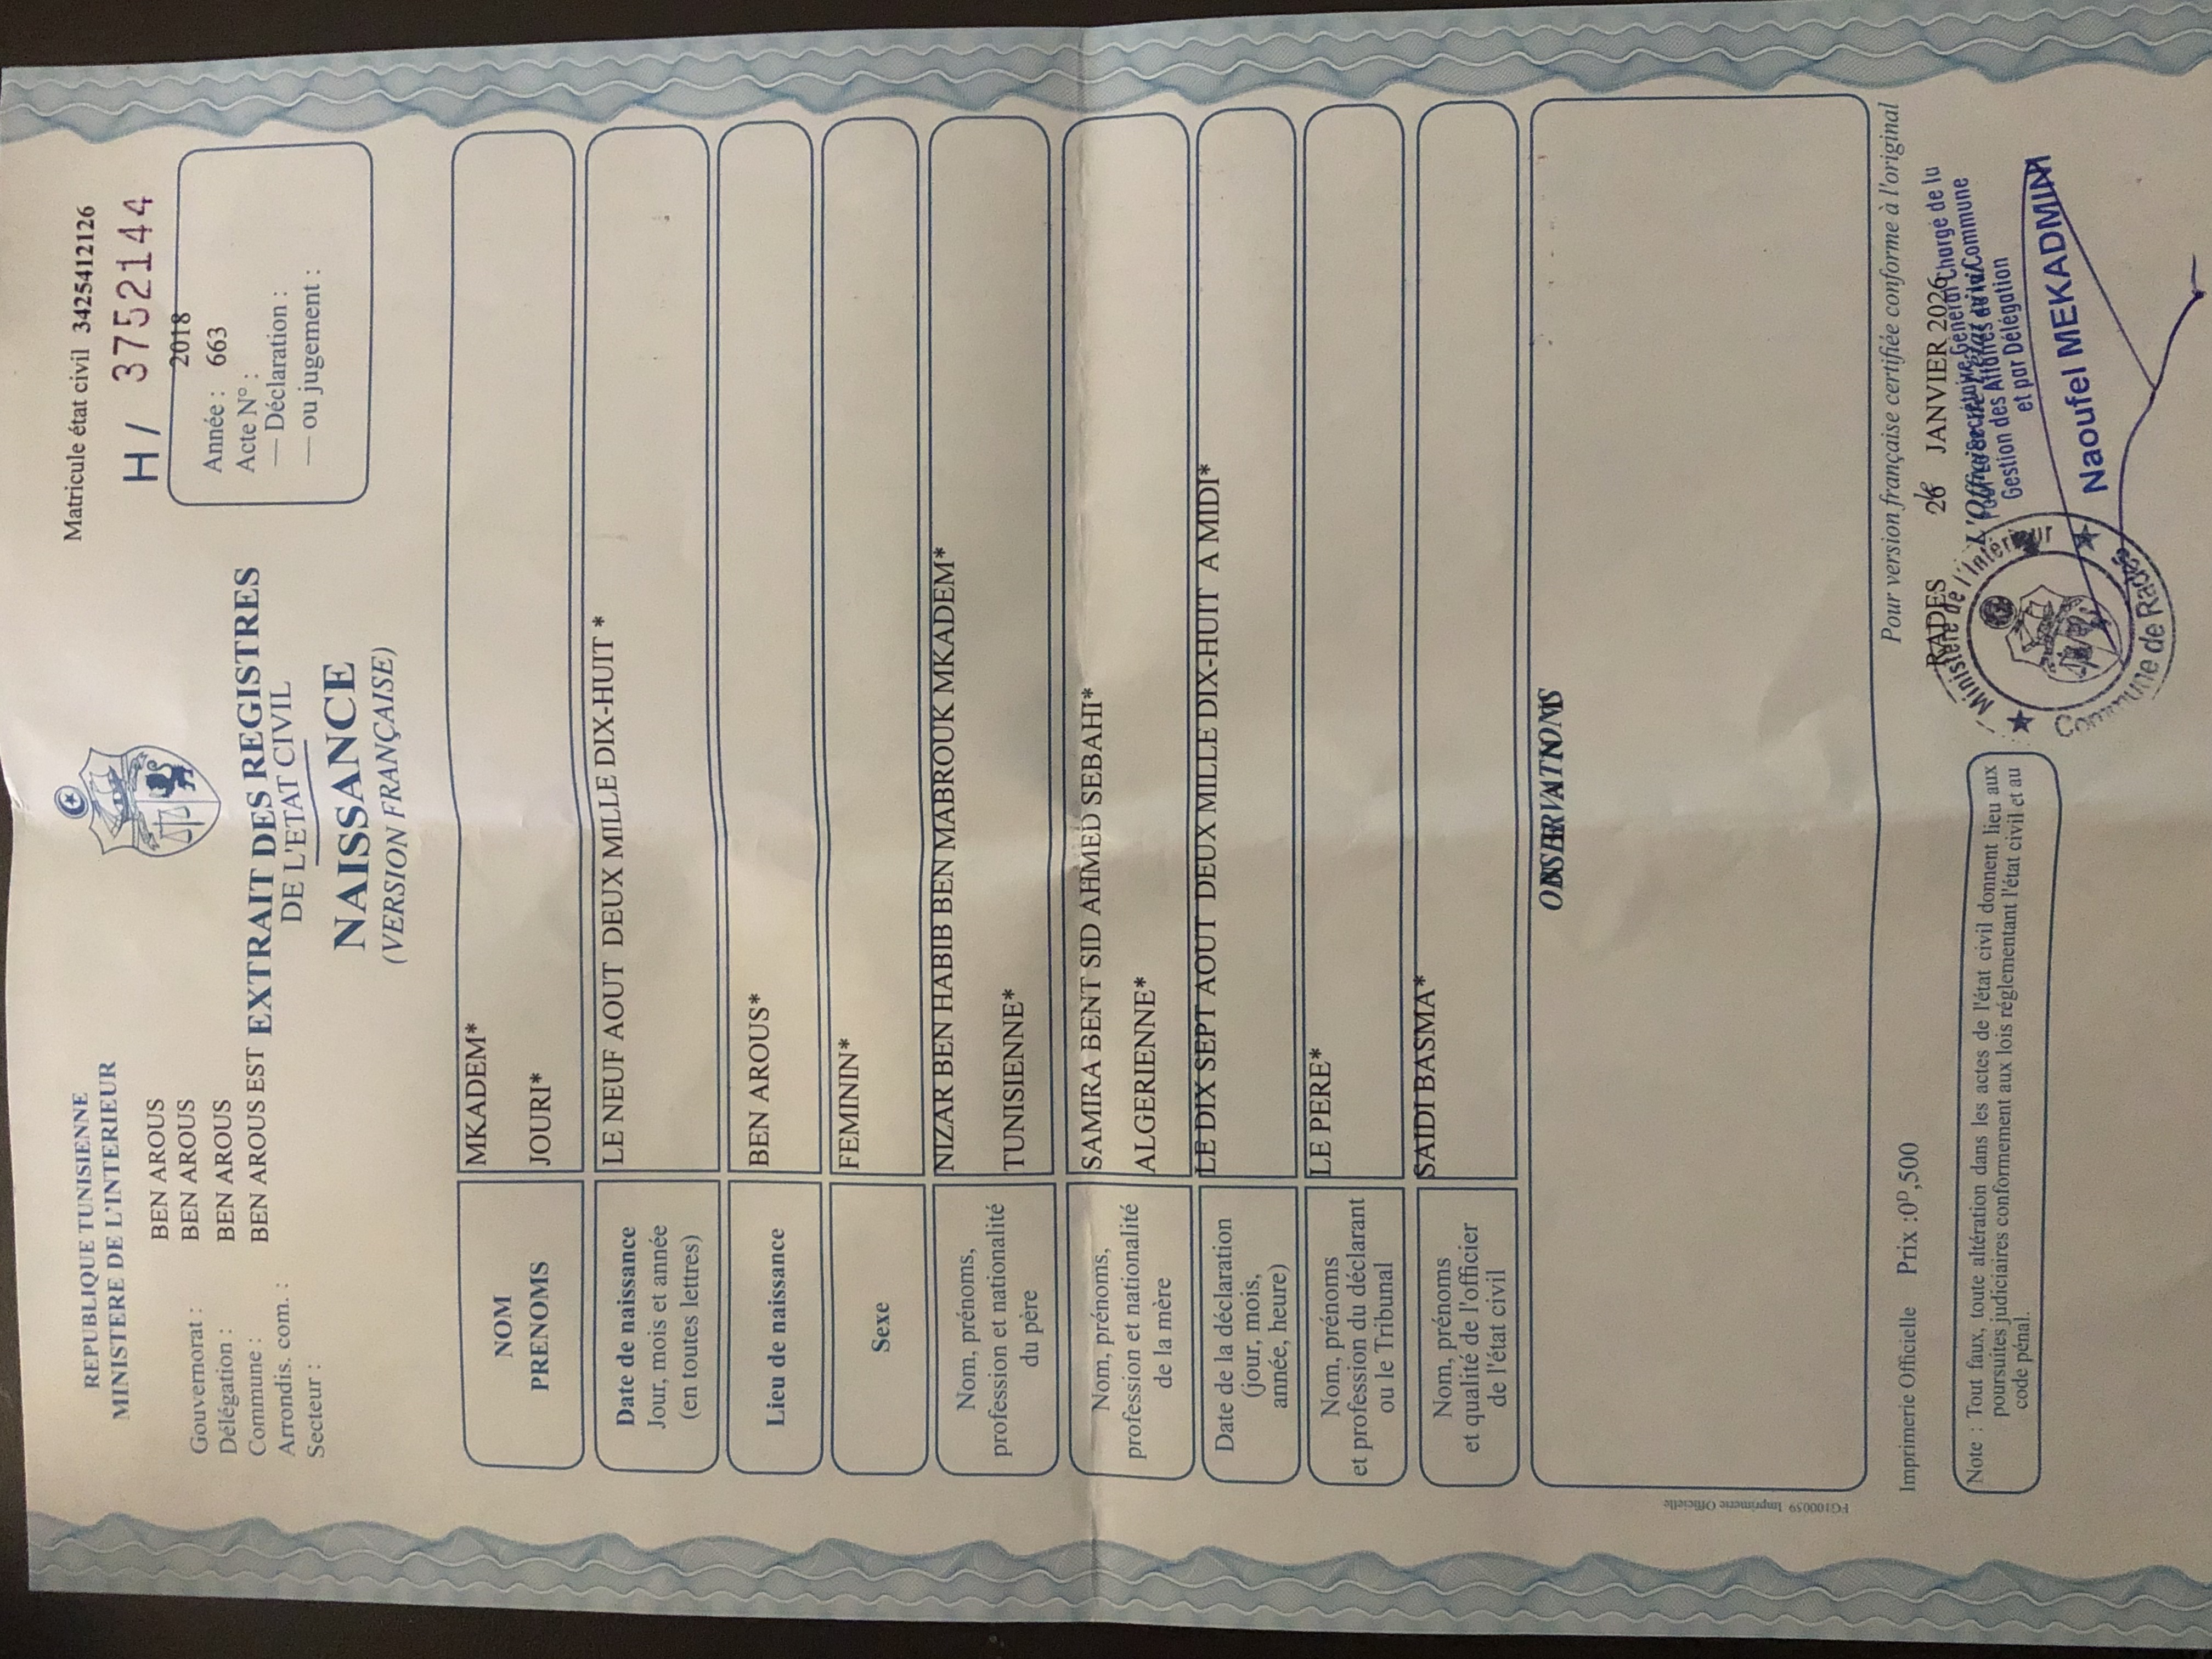 REPUBLIQUE TUNISIENNE
MINISTERE DE L'INTERIEUR
Matricule état civil 3425412126
H/ 3752144
Gouvernorat : BEN AROUS
Délégation : BEN AROUS
Commune : BEN AROUS
Arrondis. com. : BEN AROUS EST
Secteur :
2018
Année : 663
Acte N° :
— Déclaration :
— ou jugement :
EXTRAIT DES REGISTRES
DE L'ETAT CIVIL
NAISSANCE
(VERSION FRANÇAISE)
NOM
PRENOMS
MKADEM*
JOURI*
Date de naissance
Jour, mois et année
(en toutes lettres)
LE NEUF AOUT DEUX MILLE DIX-HUIT *
Lieu de naissance
BEN AROUS*
Sexe
FEMININ*
Nom, prénoms,
profession et nationalité
du père
NIZAR BEN HABIB BEN MABROUK MKADEM*
TUNISIENNE*
Nom, prénoms,
profession et nationalité
de la mère
SAMIRA BENT SID AHMED SEBAHI*
ALGERIENNE*
Date de la déclaration
(jour, mois,
année, heure)
LE DIX SEPT AOUT DEUX MILLE DIX-HUIT A MIDI*
Nom, prénoms
et profession du déclarant
ou le Tribunal
LE PERE*
Nom, prénoms
et qualité de l'officier
de l'état civil
SAIDI BASMA*
OBSERVATIONS
FG100059 Imprimerie Officielle
Imprimerie Officielle Prix :0ᴰ,500
Pour version française certifiée conforme à l'original
RADES 26 JANVIER 2026
le
L'Officier de l'état civil
Secrétaire Général Chargé de la
Gestion des Affaires de la Commune
et par Délégation
Naoufel MEKADMINI
Ministère de l'Intérieur
Commune de Radès
Note : Tout faux, toute altération dans les actes de l'état civil donnent lieu aux
poursuites judiciaires conformement aux lois réglementant l'état civil et au
code pénal.